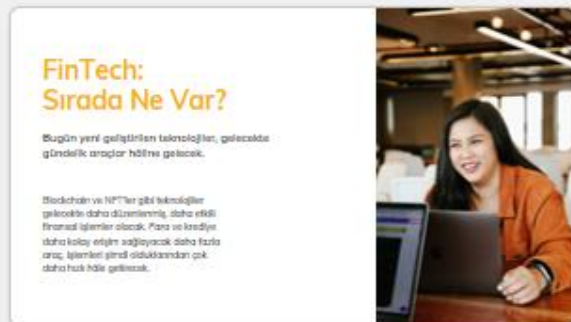 FinTech:
Sırada Ne Var?
Bugün yeni geliştirilen teknolojiler, gelecekte
gündelik araçlar hâline gelecek.
Blockchain ve NFT'ler gibi teknolojiler
gelecekte daha düzenlenmiş, daha etkili
finansal işlemler olacak. Para ve krediye
daha kolay erişim sağlayacak daha fazla
araç, işlemleri şimdi olduklarından çok
daha hızlı hâle getirecek.